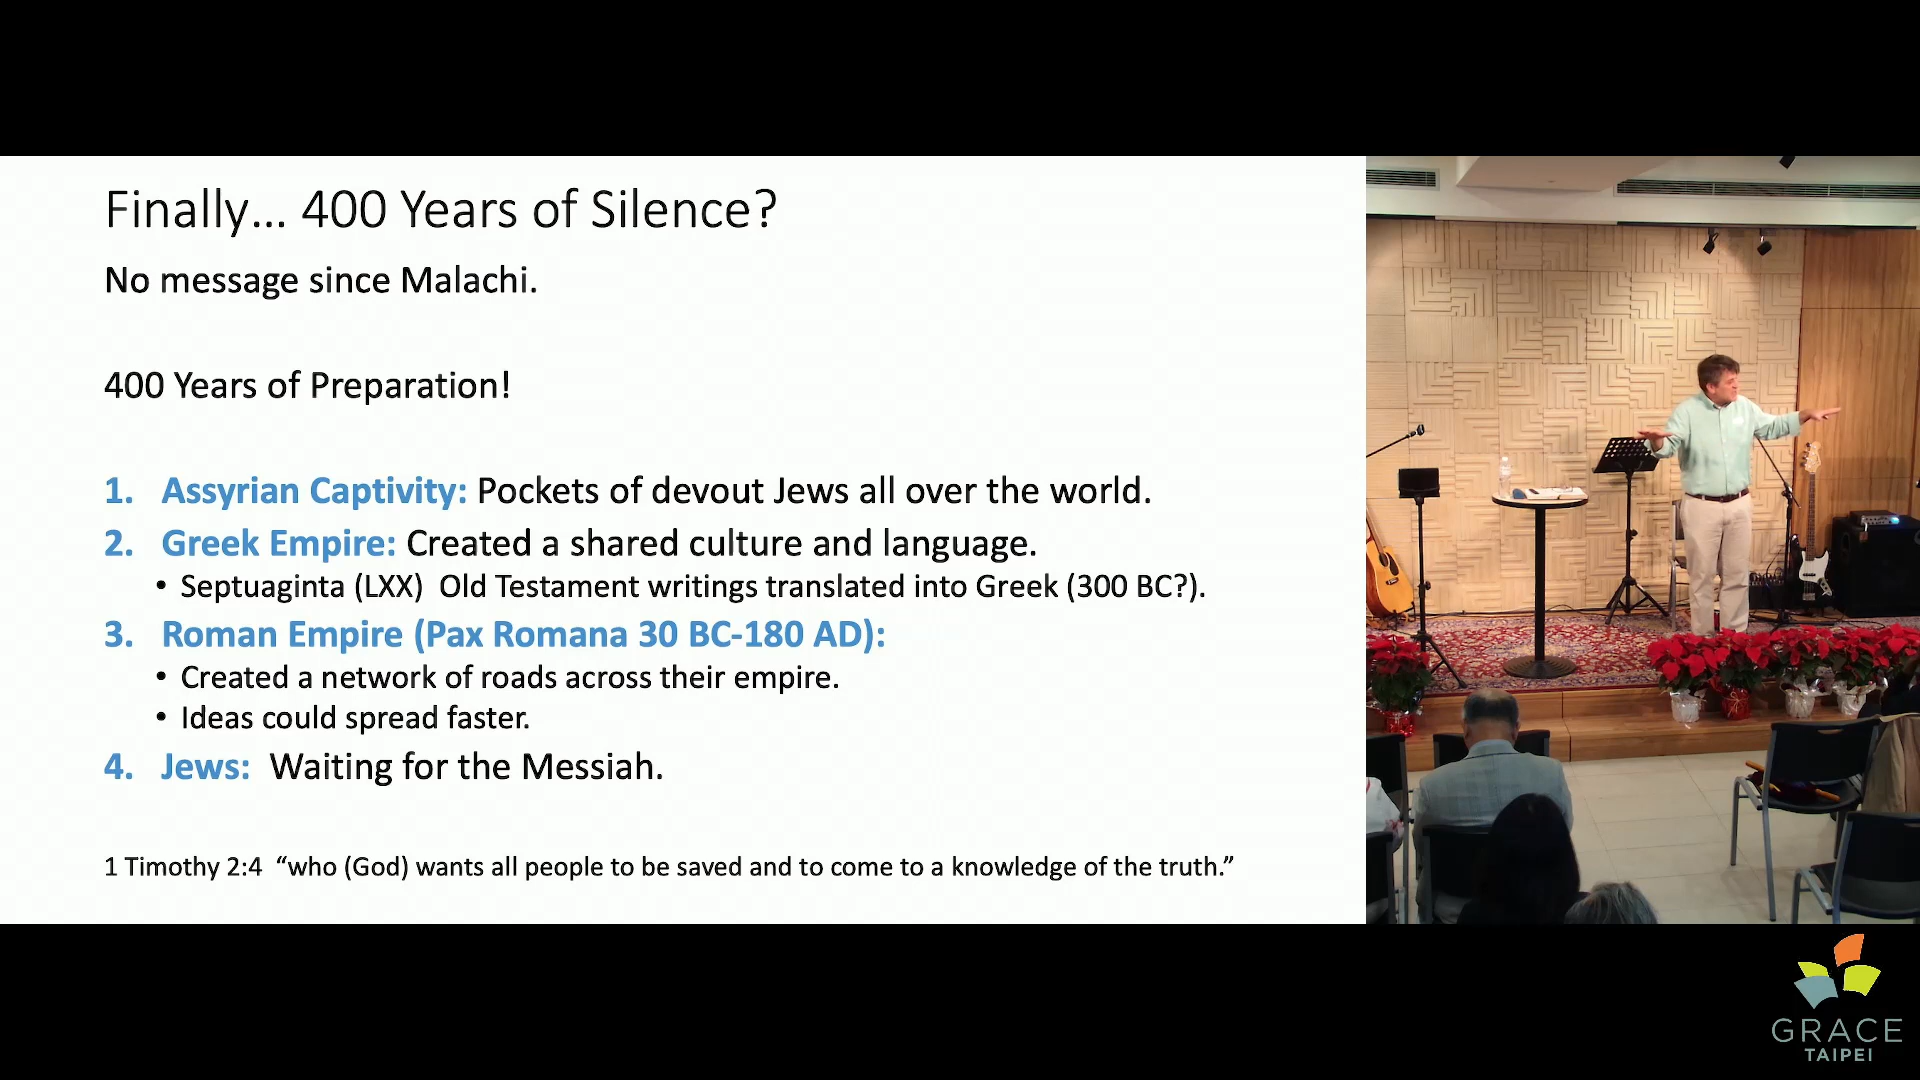 Finally... 400 Years of Silence?
No message since Malachi.
400 Years of Preparation!
1. Assyrian Captivity: Pockets of devout Jews all over the world.
2. Greek Empire: Created a shared culture and language.
• Septuaginta (LXX)  Old Testament writings translated into Greek (300 BC?).
3. Roman Empire (Pax Romana 30 BC-180 AD):
• Created a network of roads across their empire.
• Ideas could spread faster.
4. Jews:  Waiting for the Messiah.
1 Timothy 2:4  “who (God) wants all people to be saved and to come to a knowledge of the truth.”
GRACE
TAIPEI